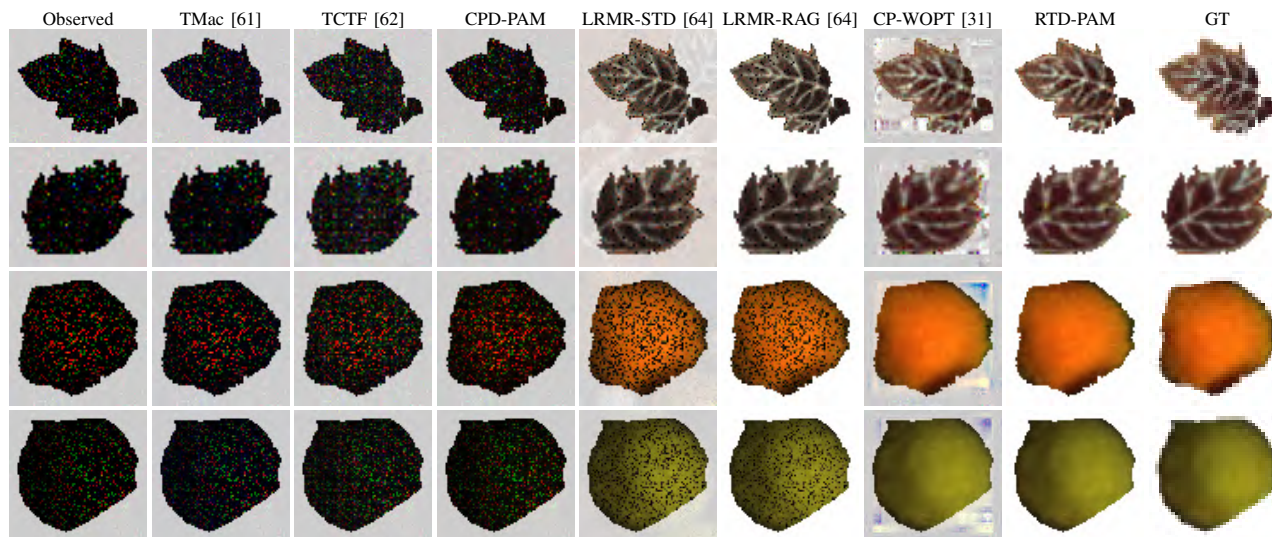 Observed TMac [61] TCTF [62] CPD-PAM LRMR-STD [64] LRMR-RAG [64] CP-WOPT [31] RTD-PAM GT